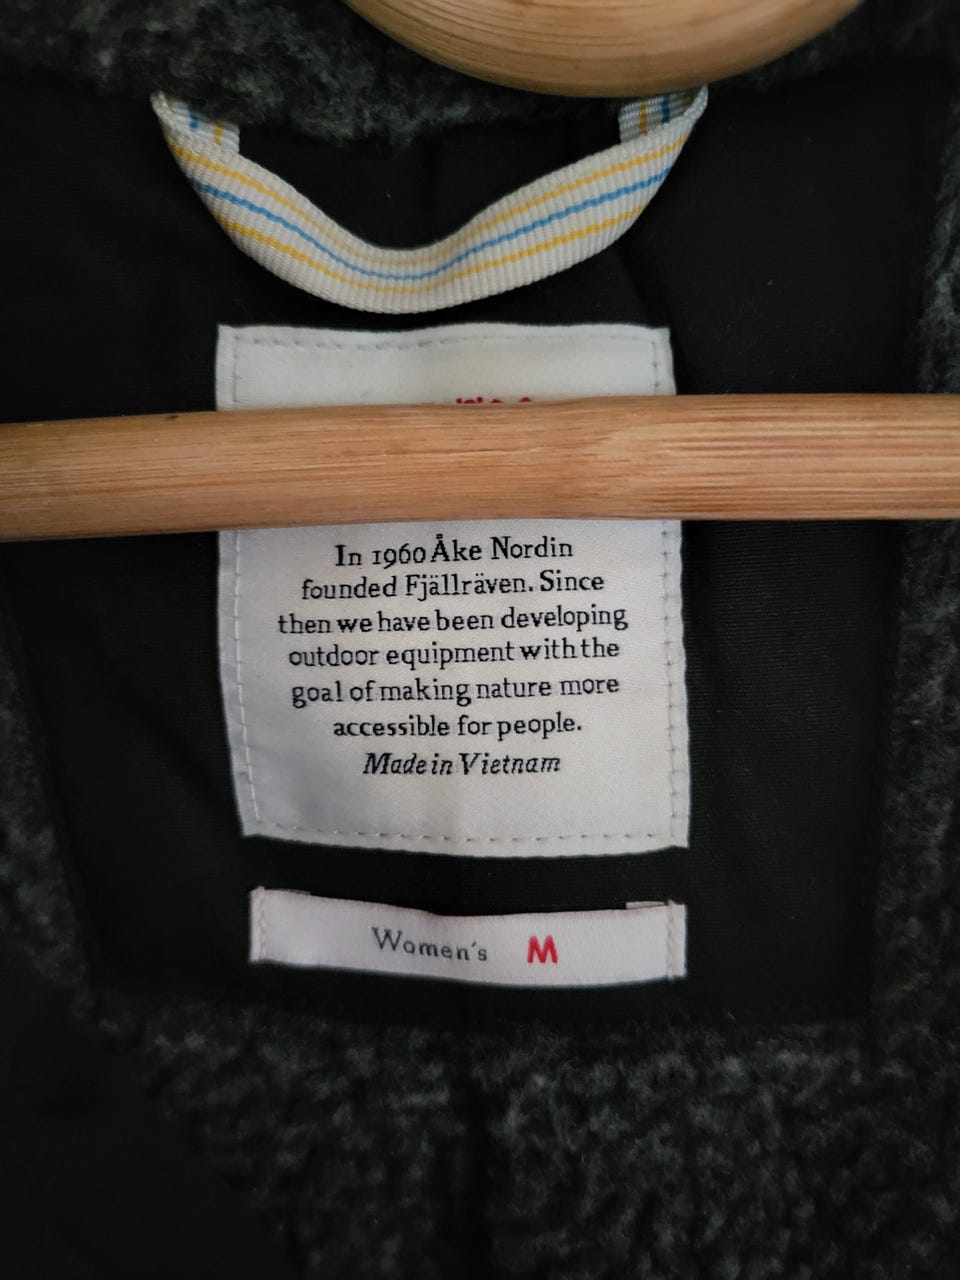 In 1960 Åke Nordin
founded Fjällräven. Since
then we have been developing
outdoor equipment with the
goal of making nature more
accessible for people.
Made in Vietnam
Women's M